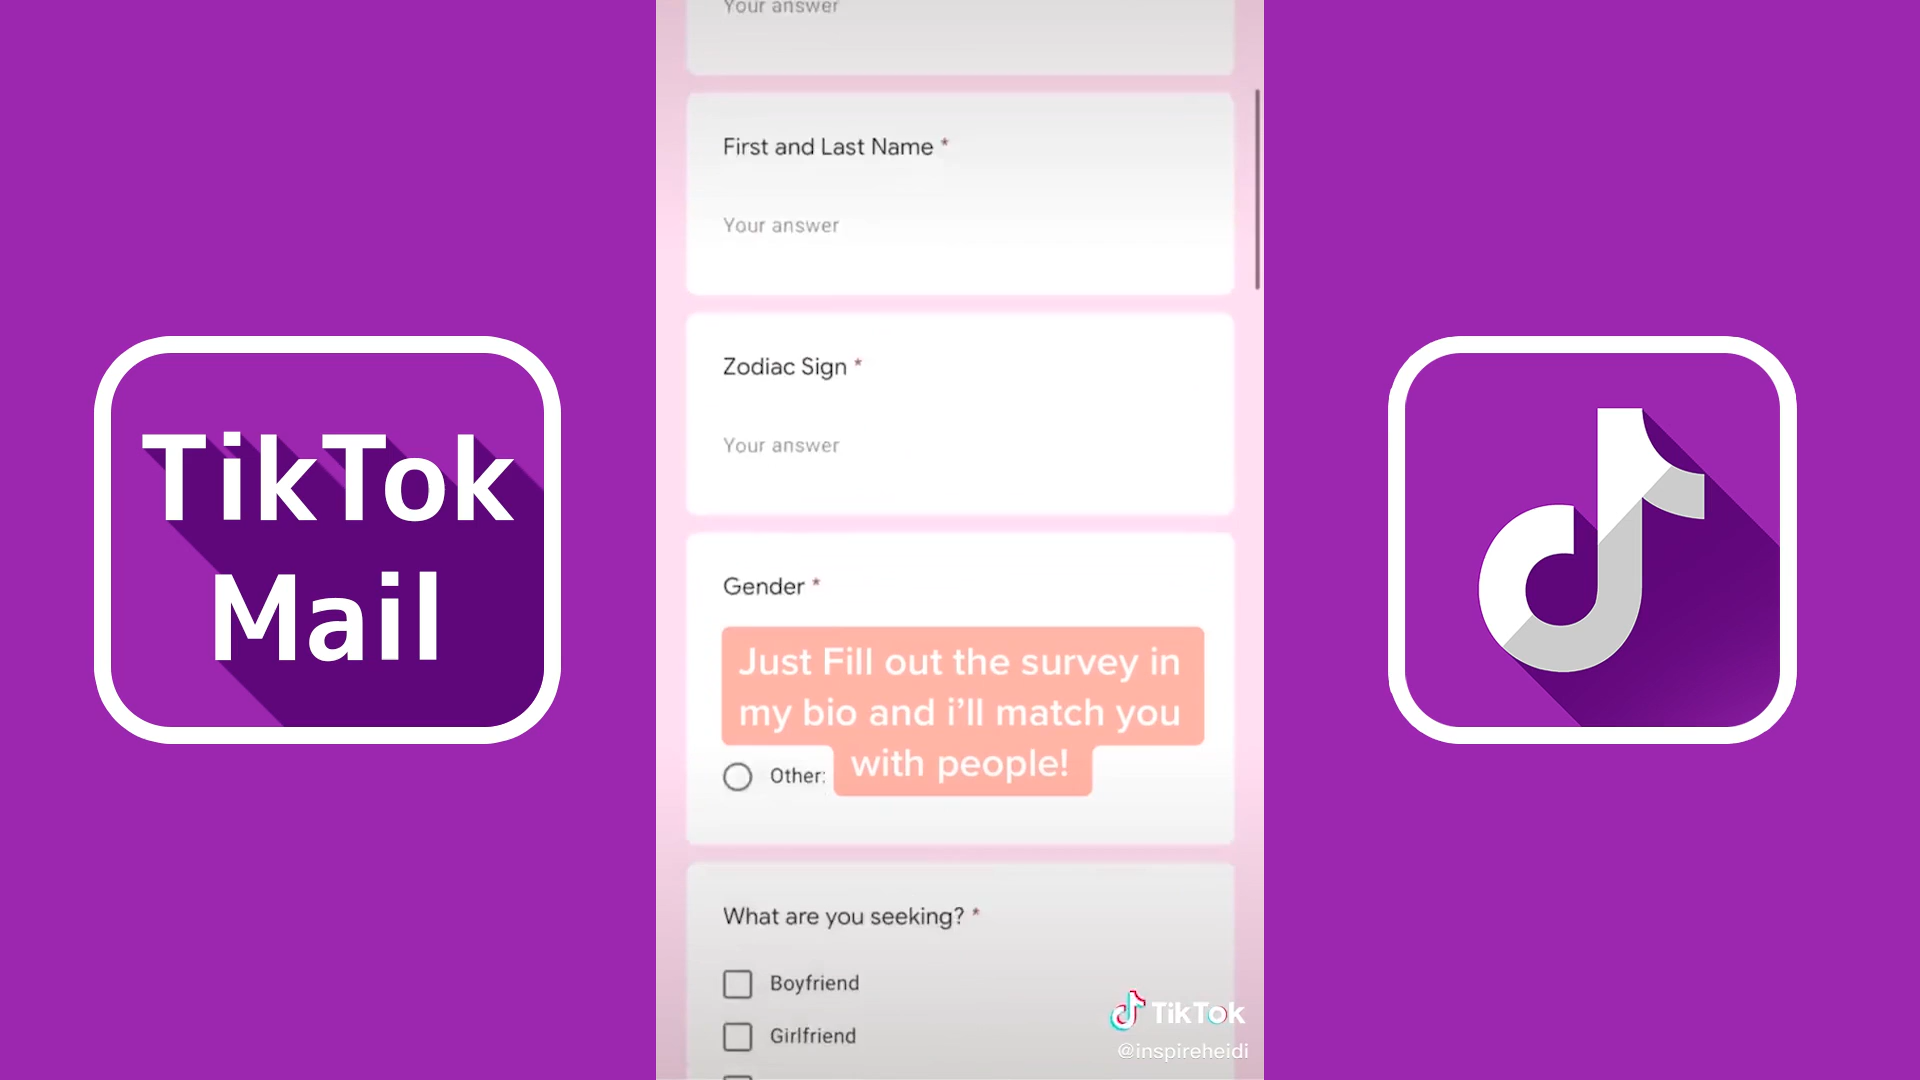 Your answer
First and Last Name *
Your answer
Zodiac Sign *
Your answer
Gender *
Just Fill out the survey in
my bio and i'll match you
with people!
Other:
What are you seeking? *
Boyfriend
Girlfriend
TikTok
@inspireheidi
TikTok
Mail